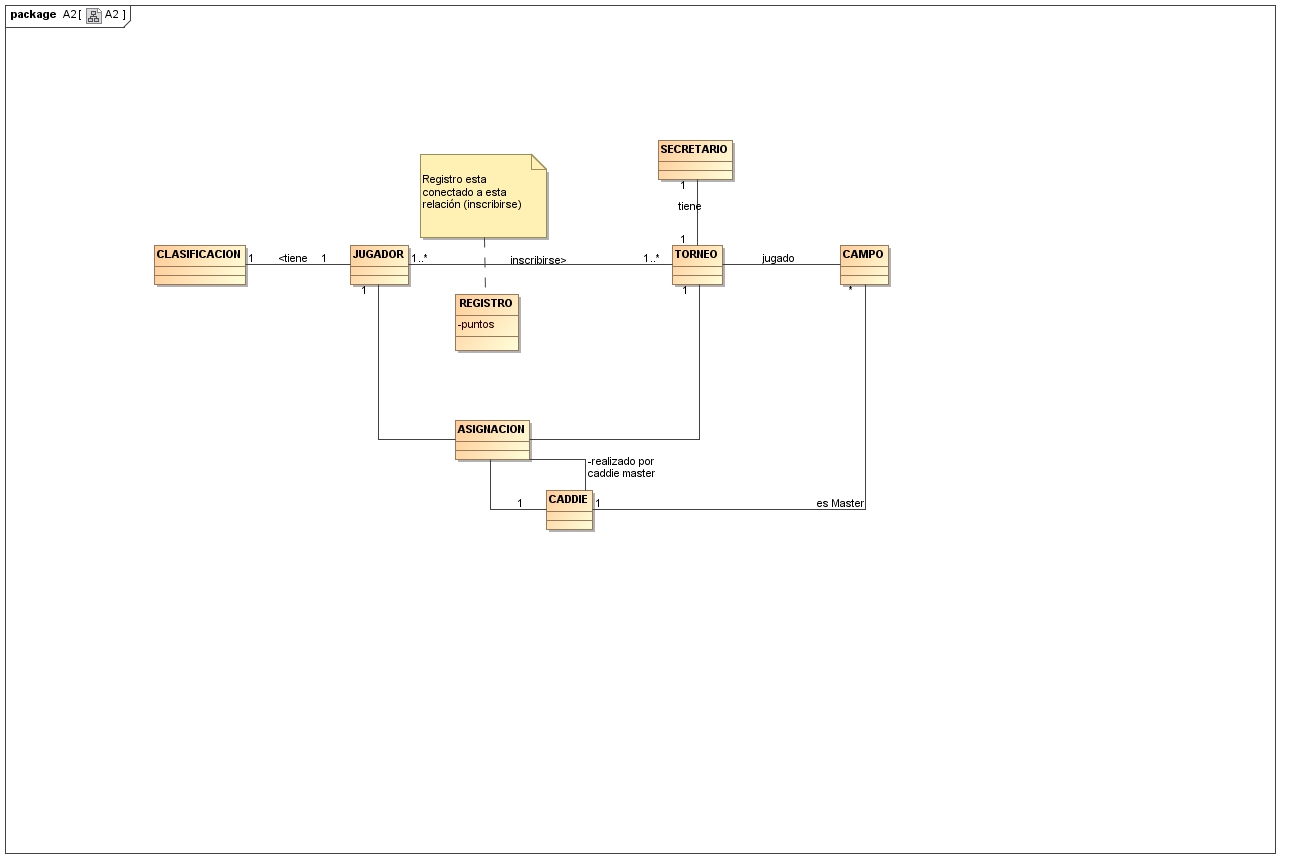 package A2[ A2 ]
SECRETARIO
1
tiene
1
Registro esta
conectado a esta
relación (inscribirse)
CLASIFICACION
1
<tiene
1
JUGADOR
1..*
inscribirse>
1..*
TORNEO
jugado
CAMPO
1
1
*
REGISTRO
-puntos
ASIGNACION
-realizado por
caddie master
1
CADDIE
1
es Master